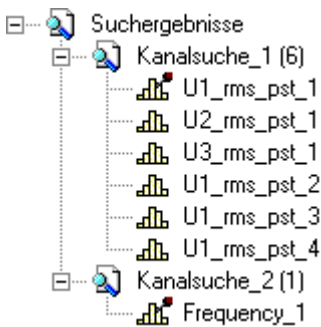 Suchergebnisse
Kanalsuche_1 (6)
U1_rms_pst_1
U2_rms_pst_1
U3_rms_pst_1
U1_rms_pst_2
U1_rms_pst_3
U1_rms_pst_4
Kanalsuche_2 (1)
Frequency_1